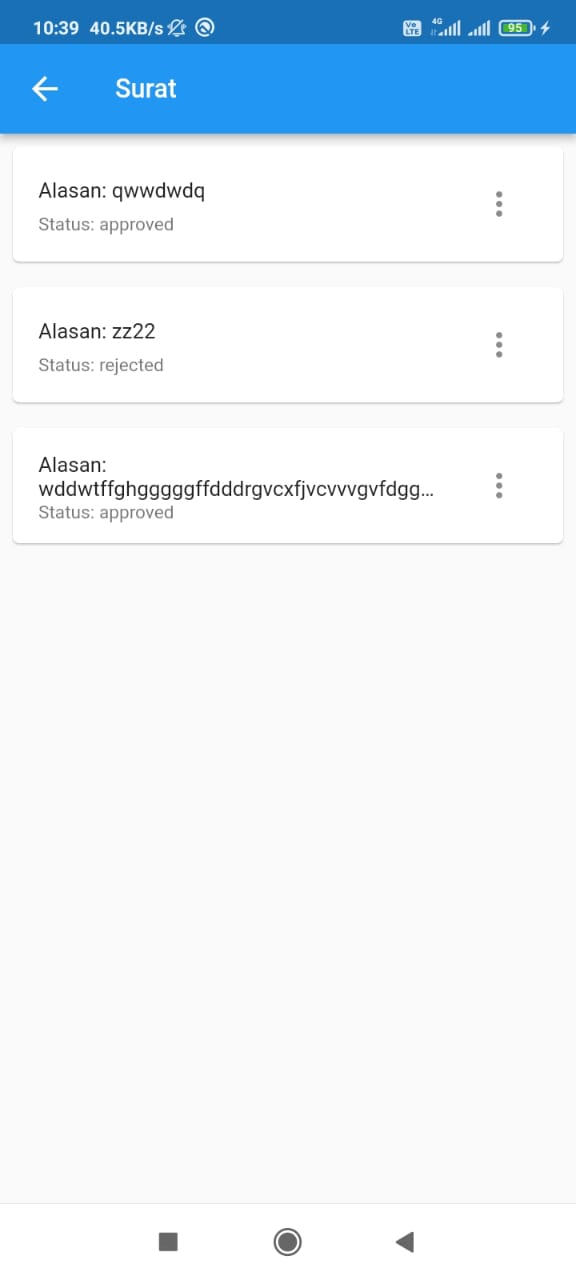 10:39 40.5KB/s Vo LTE 4G 95
Surat
Alasan: qwwdwdq
Status: approved
Alasan: zz22
Status: rejected
Alasan:
wddwtffghgggggffdddrgvcxfjvcvvvgvfdgg...
Status: approved